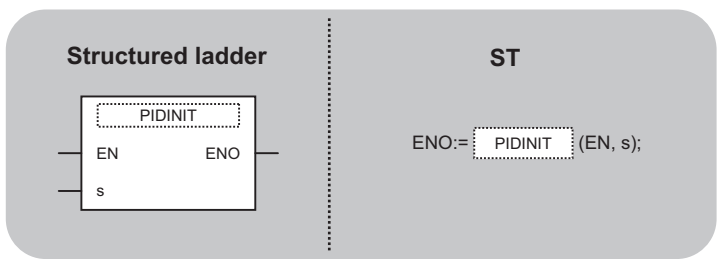 Structured ladder
PIDINIT
EN ENO
s
ST
ENO:= PIDINIT (EN, s);